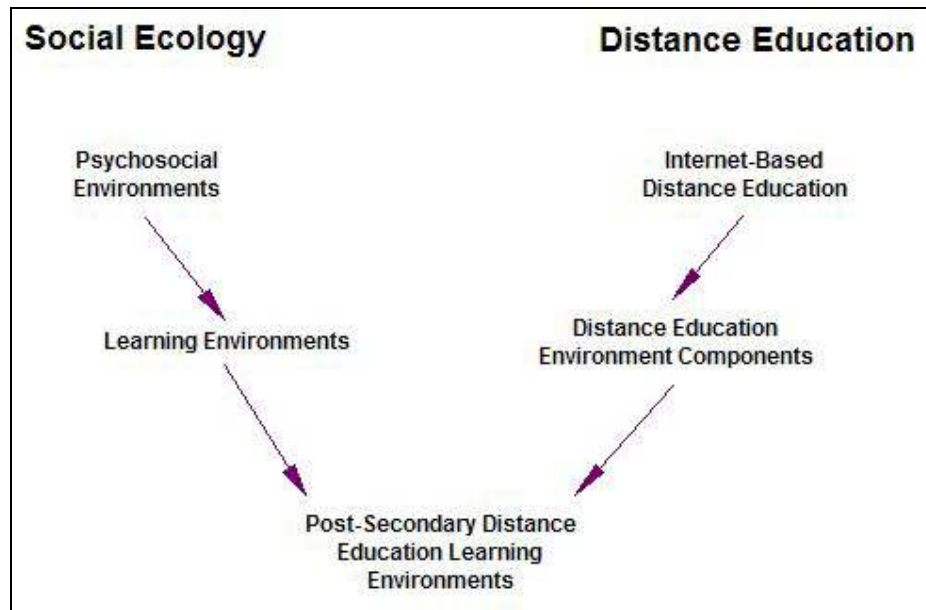 Social Ecology
Distance Education
Psychosocial
Environments
Internet-Based
Distance Education
Learning Environments
Distance Education
Environment Components
Post-Secondary Distance
Education Learning
Environments